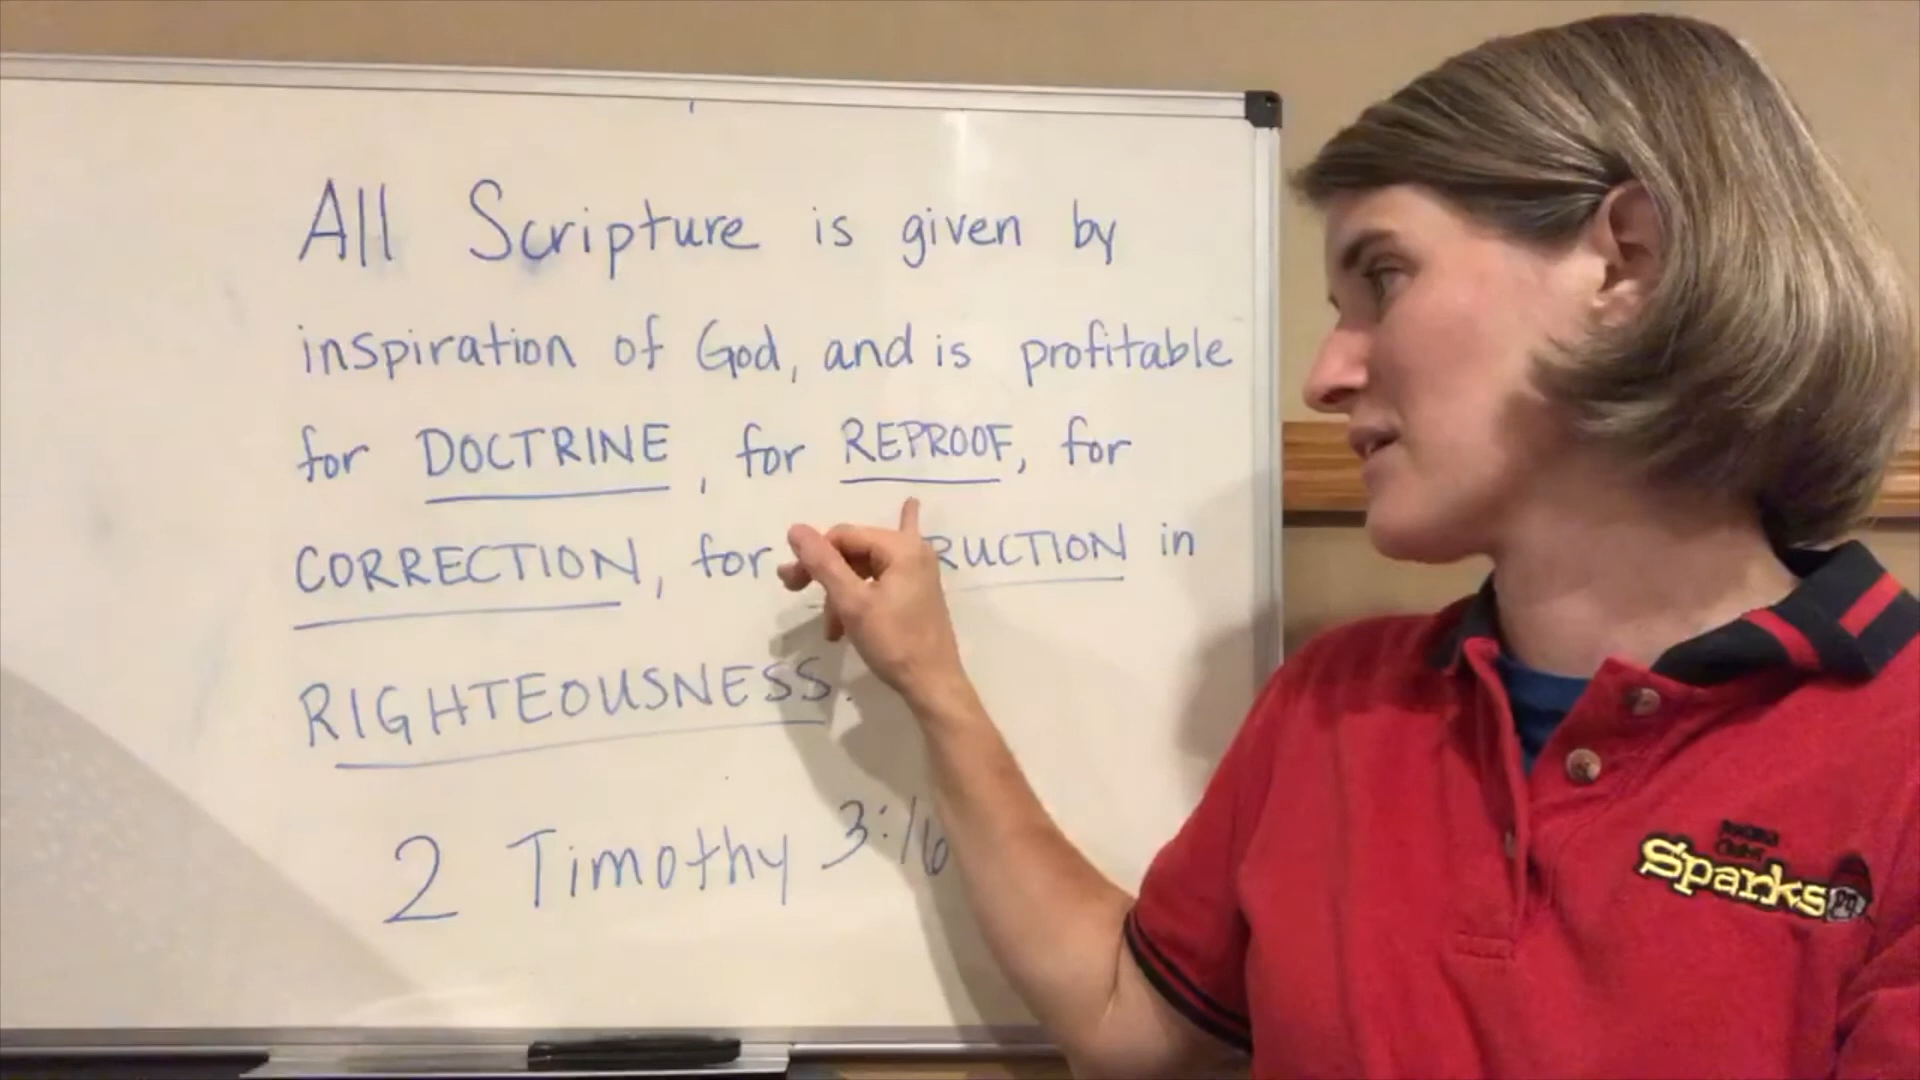 All Scripture is given by
inspiration of God, and is profitable
for DOCTRINE, for REPROOF, for
CORRECTION, for RUCTION in
RIGHTEOUSNESS.
2 Timothy 3:16
Sparks